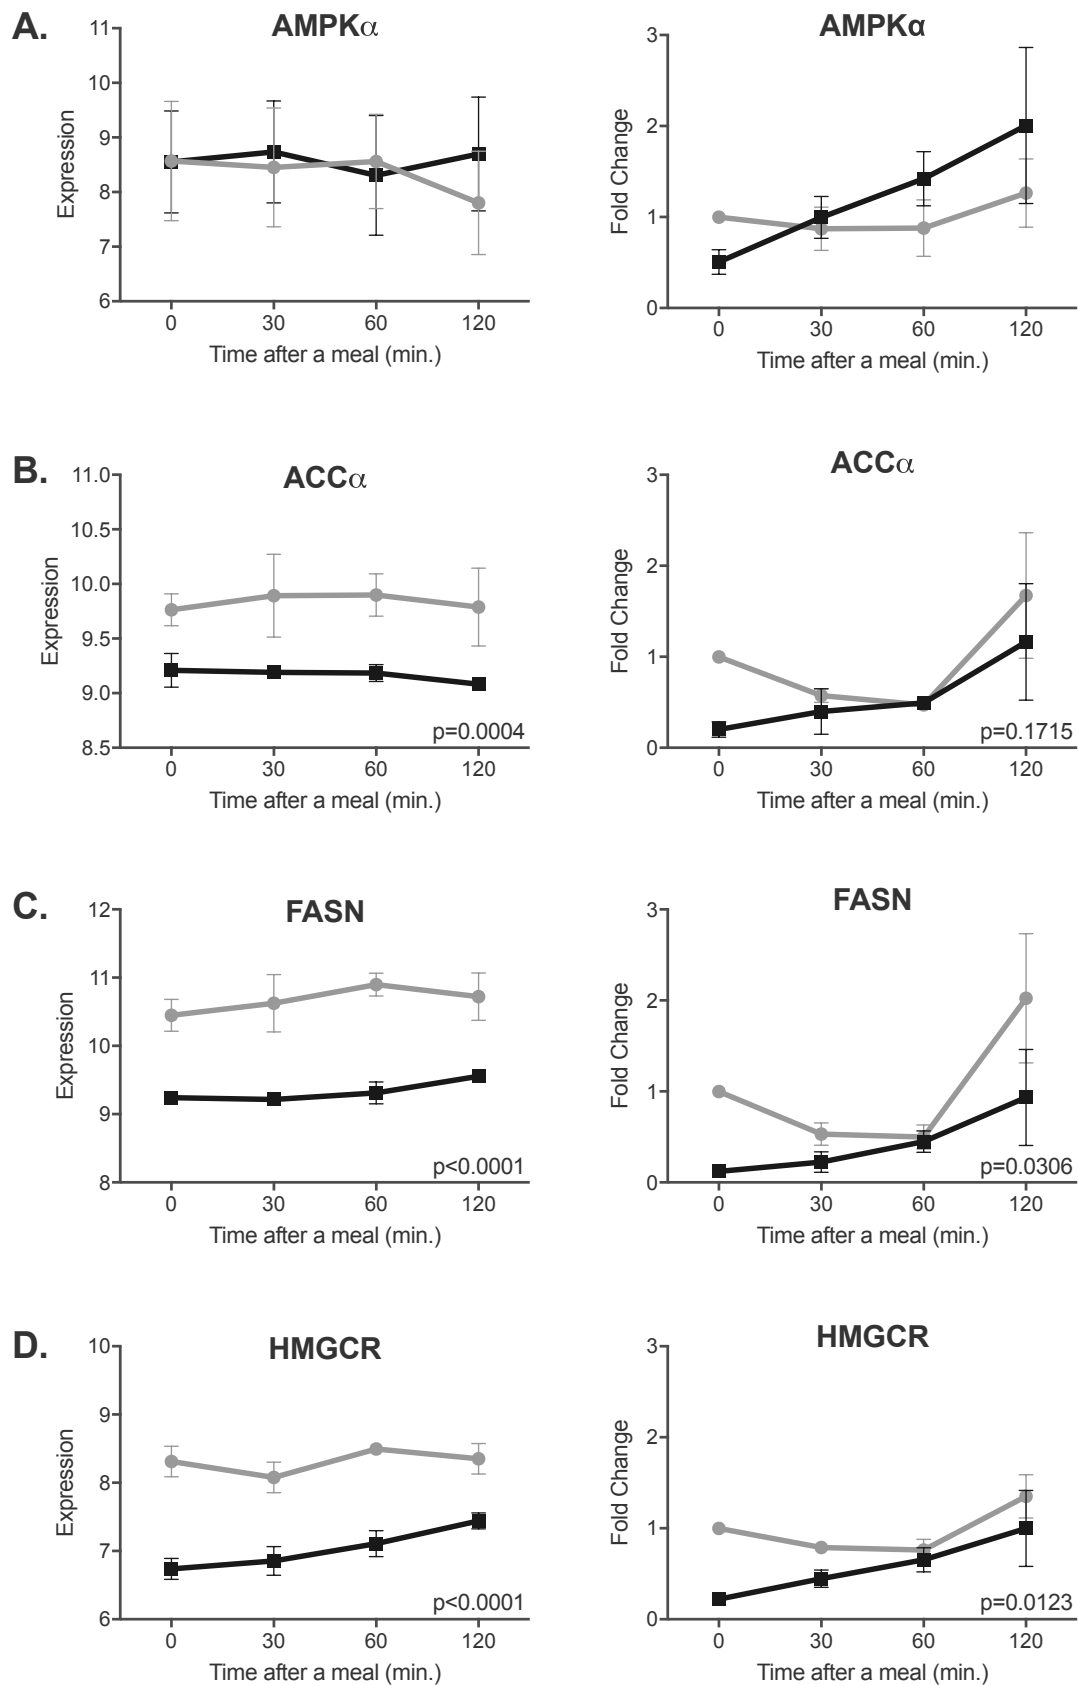 A.
AMPKα
11
10
9
8
7
6
Expression
0 30 60 120
Time after a meal (min.)
AMPKα
3
2
1
0
Fold Change
0 30 60 120
Time after a meal (min.)
B.
ACCα
11.0
10.5
10.0
9.5
9.0
8.5
Expression
p=0.0004
0 30 60 120
Time after a meal (min.)
ACCα
3
2
1
0
Fold Change
p=0.1715
0 30 60 120
Time after a meal (min.)
C.
FASN
12
11
10
9
8
Expression
p<0.0001
0 30 60 120
Time after a meal (min.)
FASN
3
2
1
0
Fold Change
p=0.0306
0 30 60 120
Time after a meal (min.)
D.
HMGCR
10
9
8
7
6
Expression
p<0.0001
0 30 60 120
Time after a meal (min.)
HMGCR
3
2
1
0
Fold Change
p=0.0123
0 30 60 120
Time after a meal (min.)